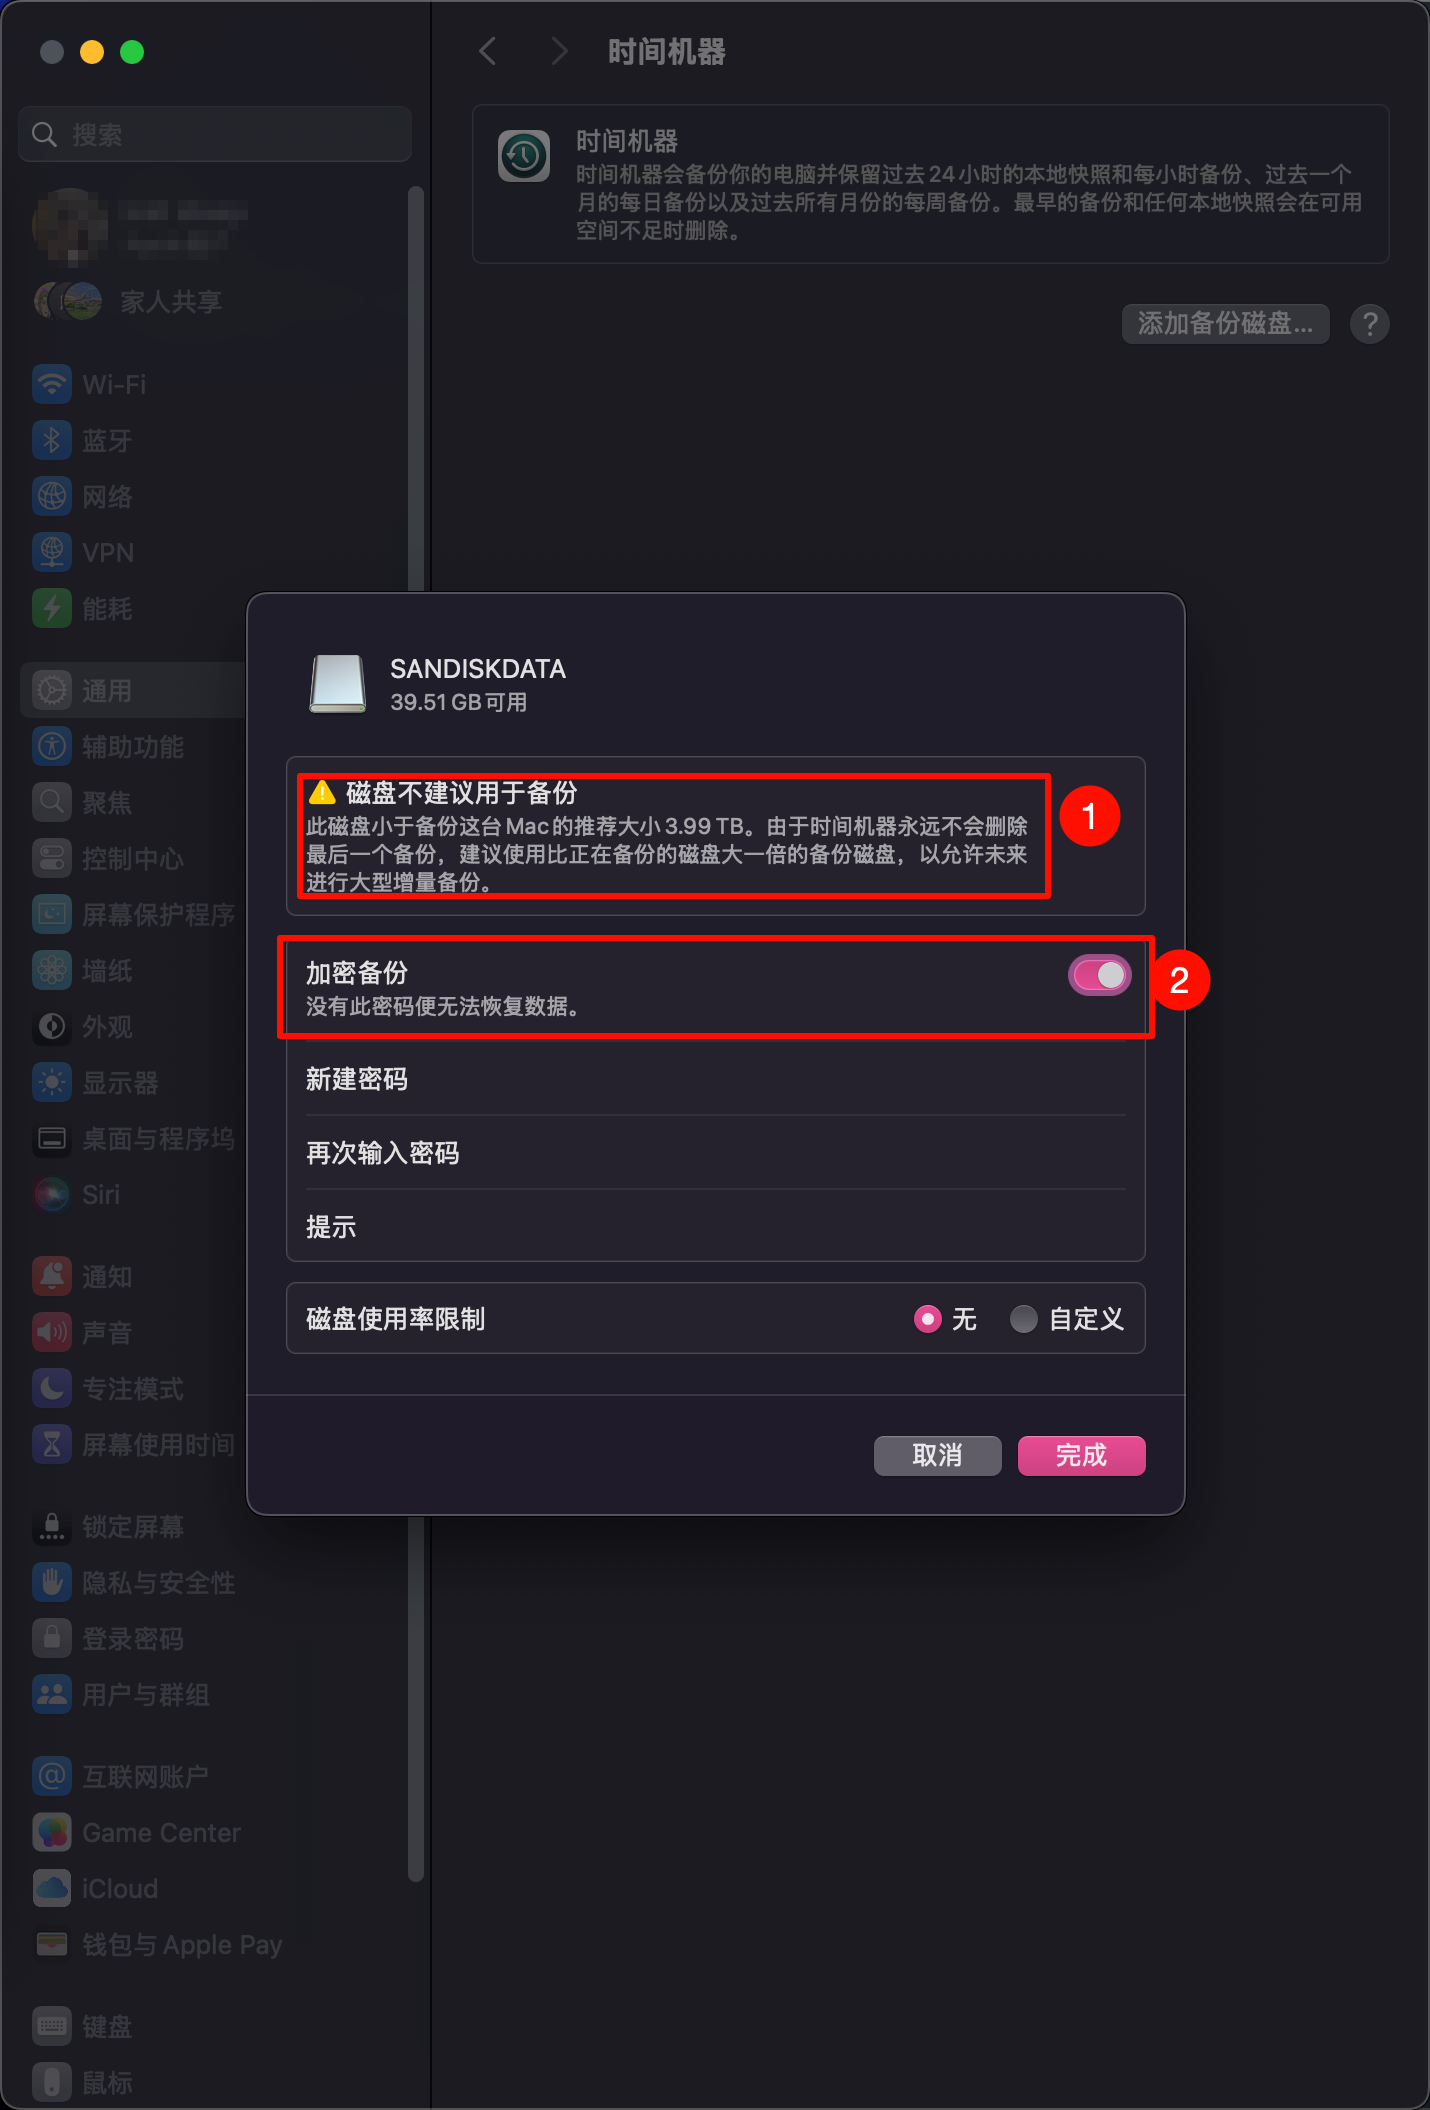 时间机器
搜索
时间机器
时间机器会备份你的电脑并保留过去24小时的本地快照和每小时备份、过去一个
月的每日备份以及过去所有月份的每周备份。最早的备份和任何本地快照会在可用
空间不足时删除。
家人共享
添加备份磁盘...
?
Wi-Fi
蓝牙
网络
VPN
能耗
通用
辅助功能
聚焦
控制中心
屏幕保护程序
墙纸
外观
显示器
桌面与程序坞
Siri
通知
声音
专注模式
屏幕使用时间
锁定屏幕
隐私与安全性
登录密码
用户与群组
互联网账户
Game Center
iCloud
钱包与 Apple Pay
键盘
鼠标
SANDISKDATA
39.51 GB可用
磁盘不建议用于备份
此磁盘小于备份这台Mac的推荐大小3.99 TB。由于时间机器永远不会删除
最后一个备份，建议使用比正在备份的磁盘大一倍的备份磁盘，以允许未来
进行大型增量备份。
1
加密备份
没有此密码便无法恢复数据。
2
新建密码
再次输入密码
提示
磁盘使用率限制
无
自定义
取消
完成